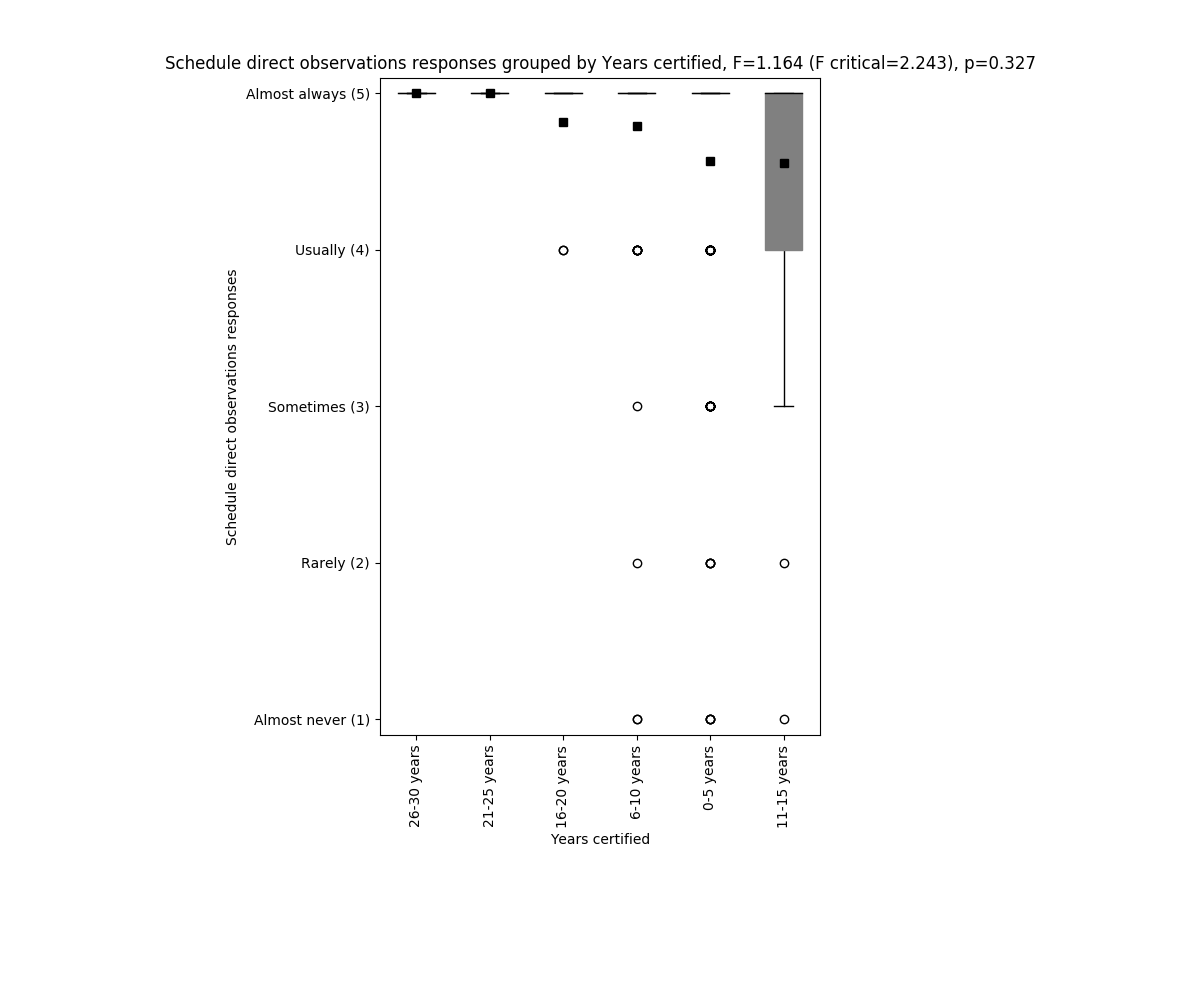 Schedule direct observations responses grouped by Years certified, F=1.164 (F critical=2.243), p=0.327
Almost always (5)
Usually (4)
Sometimes (3)
Rarely (2)
Almost never (1)
Schedule direct observations responses
26-30 years
21-25 years
16-20 years
6-10 years
0-5 years
11-15 years
Years certified